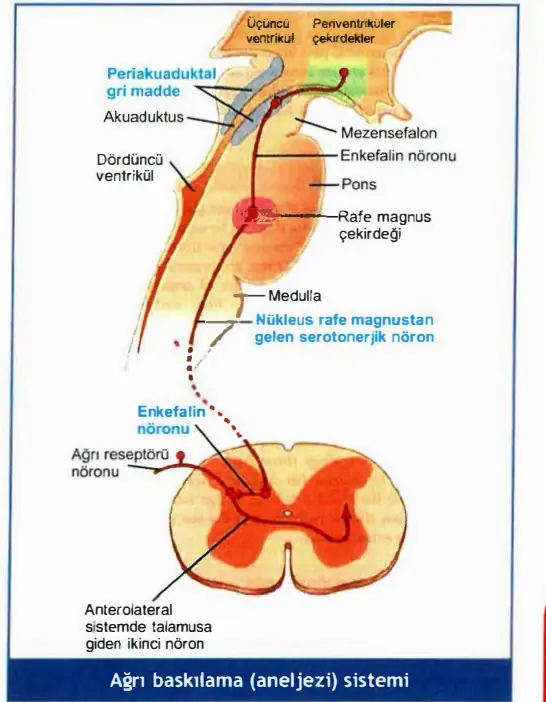 Üçüncü
ventrikül
Periventriküler
çekirdekler
Periakuaduktal
gri madde
Akuaduktus
Mezensefalon
Dördüncü
ventrikül
Enkefalin nöronu
Pons
Rafe magnus
çekirdeği
Medulla
Nükleus rafe magnustan
gelen serotonerjik nöron
Enkefalin
nöronu
Ağrı reseptörü
nöronu
Anterolateral
sistemde talamusa
giden ikinci nöron
Ağrı baskılama (aneljezi) sistemi